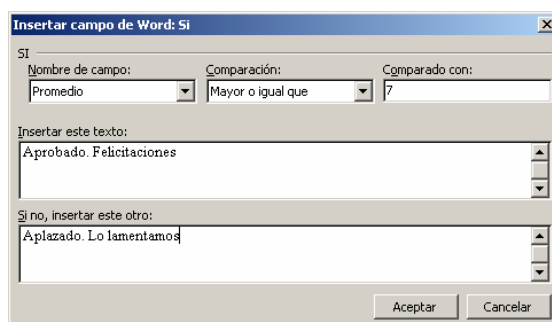 Insertar campo de Word: Si
SI
Nombre de campo: Comparación: Comparado con:
Promedio Mayor o igual que 7
Insertar este texto:
Aprobado. Felicitaciones
Si no, insertar este otro:
Aplazado. Lo lamentamos
Aceptar Cancelar